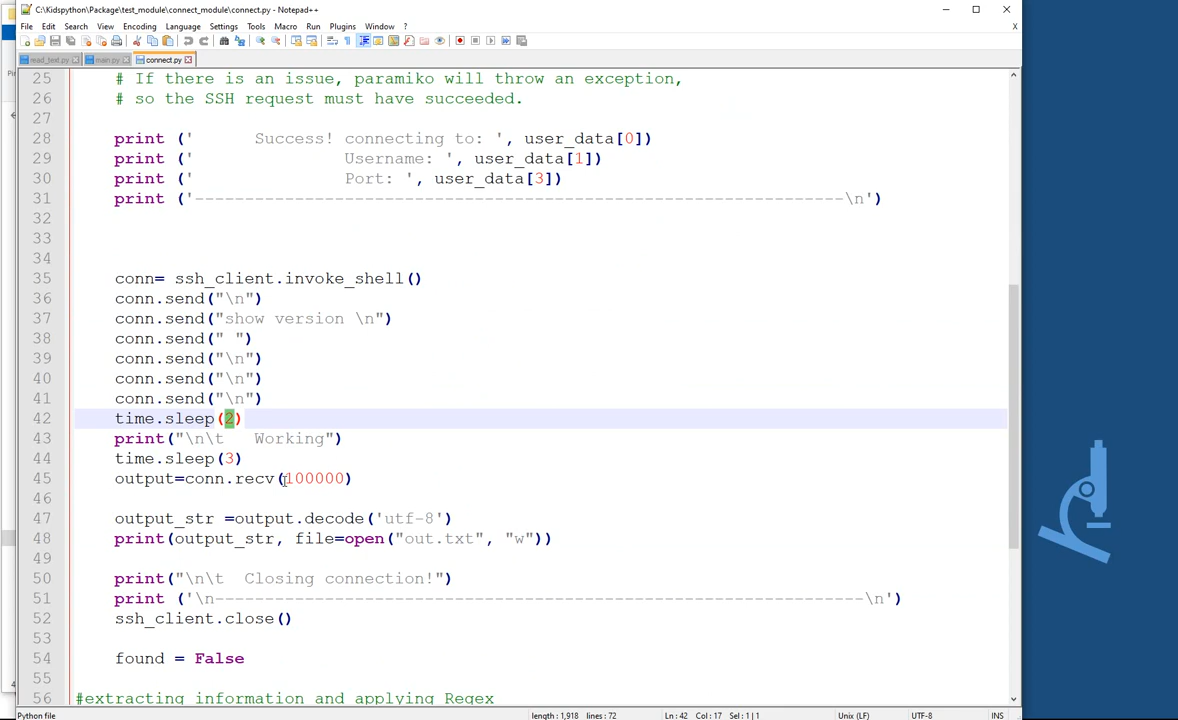 C:\Kidspython\Package\test_module\connect_module\connect.py - Notepad++
File Edit Search View Encoding Language Settings Tools Macro Run Plugins Window ? X
read_text.py main.py connect.py
25 # If there is an issue, paramiko will throw an exception,
26 # so the SSH request must have succeeded.
27
28 print ('      Success! connecting to: ', user_data[0])
29 print ('               Username: ', user_data[1])
30 print ('               Port: ', user_data[3])
31 print ('-----------------------------------------------------------------\n')
32
33
34
35 conn= ssh_client.invoke_shell()
36 conn.send("\n")
37 conn.send("show version \n")
38 conn.send(" ")
39 conn.send("\n")
40 conn.send("\n")
41 conn.send("\n")
42 time.sleep(2)
43 print("\n\t   Working")
44 time.sleep(3)
45 output=conn.recv(100000)
46
47 output_str =output.decode('utf-8')
48 print(output_str, file=open("out.txt", "w"))
49
50 print("\n\t  Closing connection!")
51 print ('\n-----------------------------------------------------------------\n')
52 ssh_client.close()
53
54 found = False
55
56 #extracting information and applying Regex
Python file length : 1,918 lines : 72 Ln : 42 Col : 17 Sel : 1 | 1 Unix (LF) UTF-8 INS